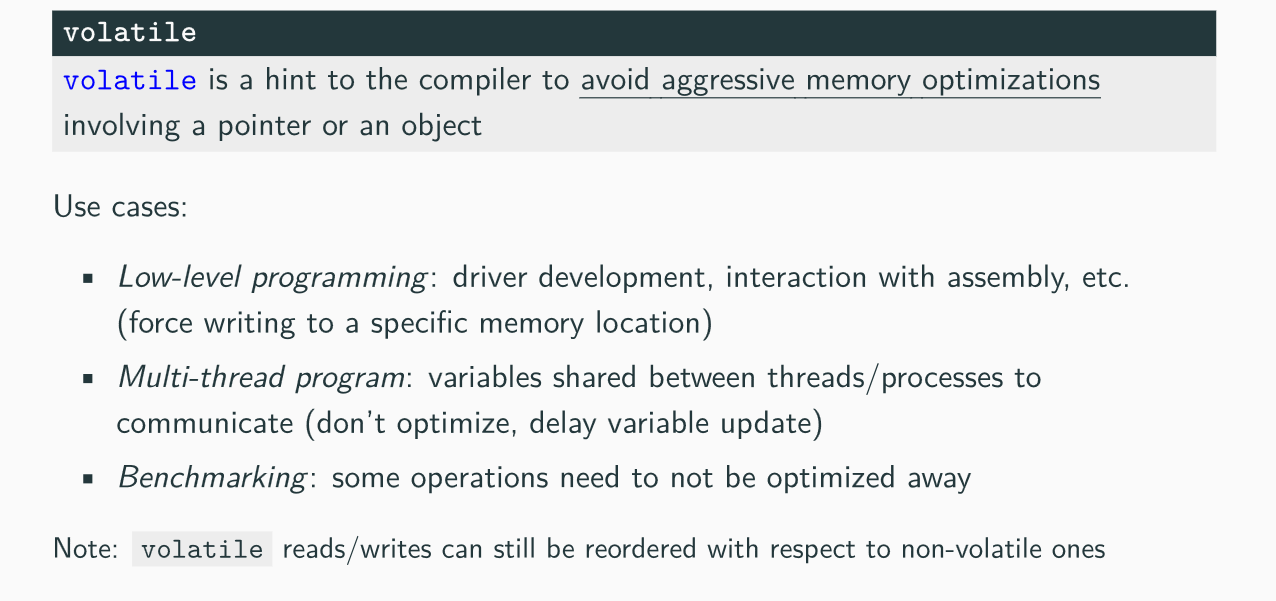 volatile
volatile is a hint to the compiler to avoid aggressive memory optimizations
involving a pointer or an object
Use cases:
▪ Low-level programming: driver development, interaction with assembly, etc.
(force writing to a specific memory location)
▪ Multi-thread program: variables shared between threads/processes to
communicate (don't optimize, delay variable update)
▪ Benchmarking: some operations need to not be optimized away
Note: volatile reads/writes can still be reordered with respect to non-volatile ones